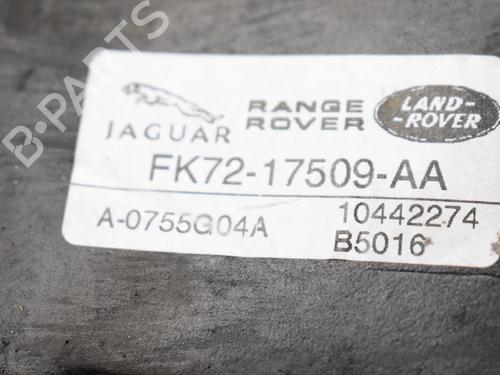 B-PARTS
JAGUAR
RANGE
ROVER
LAND-
-ROVER
FK72-17509-AA
A-0755G04A
10442274
B5016